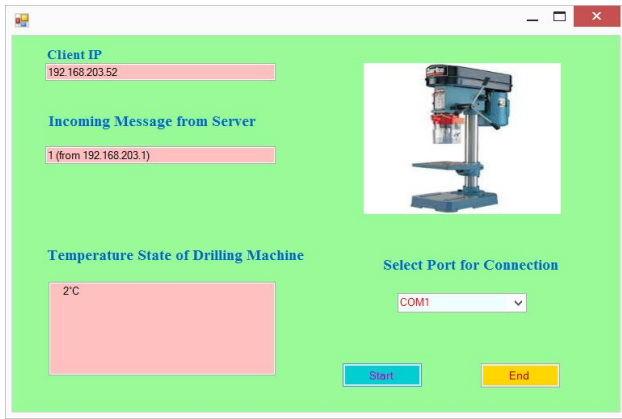 Client IP
192.168.203.52
Incoming Message from Server
1 (from 192.168.203.1)
Temperature State of Drilling Machine
2°C
Select Port for Connection
COM1
Start
End